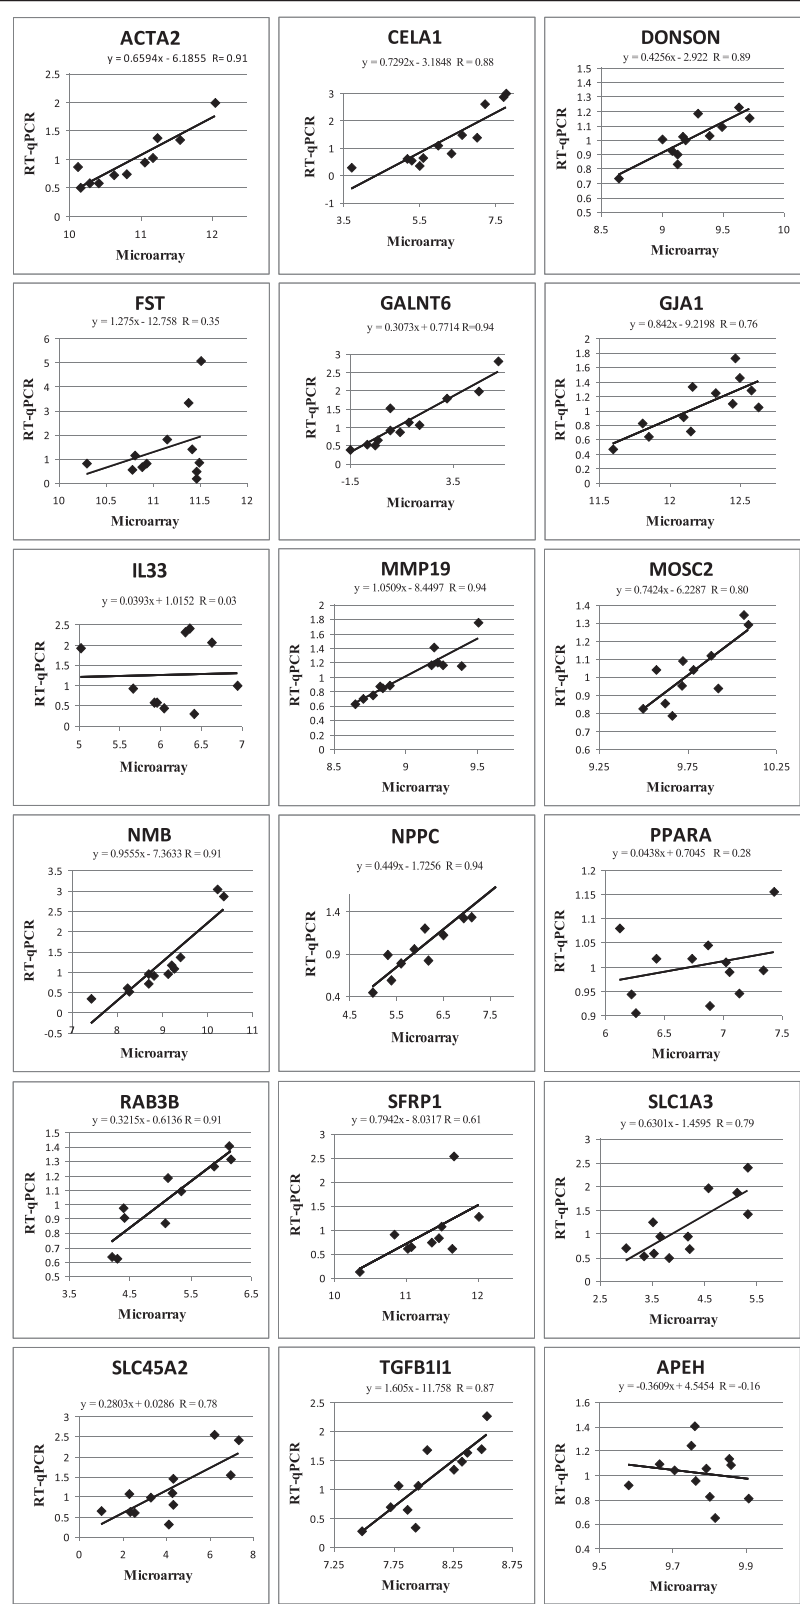 ACTA2
y = 0.6594x - 6.1855 R= 0.91
2.5
2
1.5
1
0.5
0
RT-qPCR
10 11 12
Microarray
CELA1
y = 0.7292x - 3.1848 R = 0.88
3
2
1
0
-1
RT-qPCR
3.5 5.5 7.5
Microarray
DONSON
y = 0.4256x - 2.922 R = 0.89
1.5
1.4
1.3
1.2
1.1
1
0.9
0.8
0.7
0.6
0.5
RT-qPCR
8.5 9 9.5 10
Microarray
FST
y = 1.275x - 12.758 R = 0.35
6
5
4
3
2
1
0
RT-qPCR
10 10.5 11 11.5 12
Microarray
GALNT6
y = 0.3073x + 0.7714 R=0.94
3
2.5
2
1.5
1
0.5
0
RT-qPCR
-1.5 3.5
Microarray
GJA1
y = 0.842x - 9.2198 R = 0.76
2
1.8
1.6
1.4
1.2
1
0.8
0.6
0.4
0.2
0
RT-qPCR
11.5 12 12.5
Microarray
IL33
y = 0.0393x + 1.0152 R = 0.03
2.5
2
1.5
1
0.5
0
RT-qPCR
5 5.5 6 6.5 7
Microarray
MMP19
y = 1.0509x - 8.4497 R = 0.94
2
1.8
1.6
1.4
1.2
1
0.8
0.6
0.4
0.2
0
RT-qPCR
8.5 9 9.5
Microarray
MOSC2
y = 0.7424x - 6.2287 R = 0.80
1.4
1.3
1.2
1.1
1
0.9
0.8
0.7
0.6
RT-qPCR
9.25 9.75 10.25
Microarray
NMB
y = 0.9555x - 7.3633 R = 0.91
3.5
3
2.5
2
1.5
1
0.5
0
-0.5
RT-qPCR
7 8 9 10 11
Microarray
NPPC
y = 0.449x - 1.7256 R = 0.94
1.4
0.9
0.4
RT-qPCR
4.5 5.5 6.5 7.5
Microarray
PPARA
y = 0.0438x + 0.7045 R = 0.28
1.2
1.15
1.1
1.05
1
0.95
0.9
RT-qPCR
6 6.5 7 7.5
Microarray
RAB3B
y = 0.3215x - 0.6136 R = 0.91
1.5
1.4
1.3
1.2
1.1
1
0.9
0.8
0.7
0.6
0.5
RT-qPCR
3.5 4.5 5.5 6.5
Microarray
SFRP1
y = 0.7942x - 8.0317 R = 0.61
3
2.5
2
1.5
1
0.5
0
RT-qPCR
10 11 12
Microarray
SLC1A3
y = 0.6301x - 1.4595 R = 0.79
3
2.5
2
1.5
1
0.5
0
RT-qPCR
2.5 3.5 4.5 5.5
Microarray
SLC45A2
y = 0.2803x + 0.0286 R = 0.78
3
2.5
2
1.5
1
0.5
0
RT-qPCR
0 2 4 6 8
Microarray
TGFB1I1
y = 1.605x - 11.758 R = 0.87
2.5
2
1.5
1
0.5
0
RT-qPCR
7.25 7.75 8.25 8.75
Microarray
APEH
y = -0.3609x + 4.5454 R = -0.16
1.6
1.4
1.2
1
0.8
0.6
0.4
RT-qPCR
9.5 9.7 9.9
Microarray